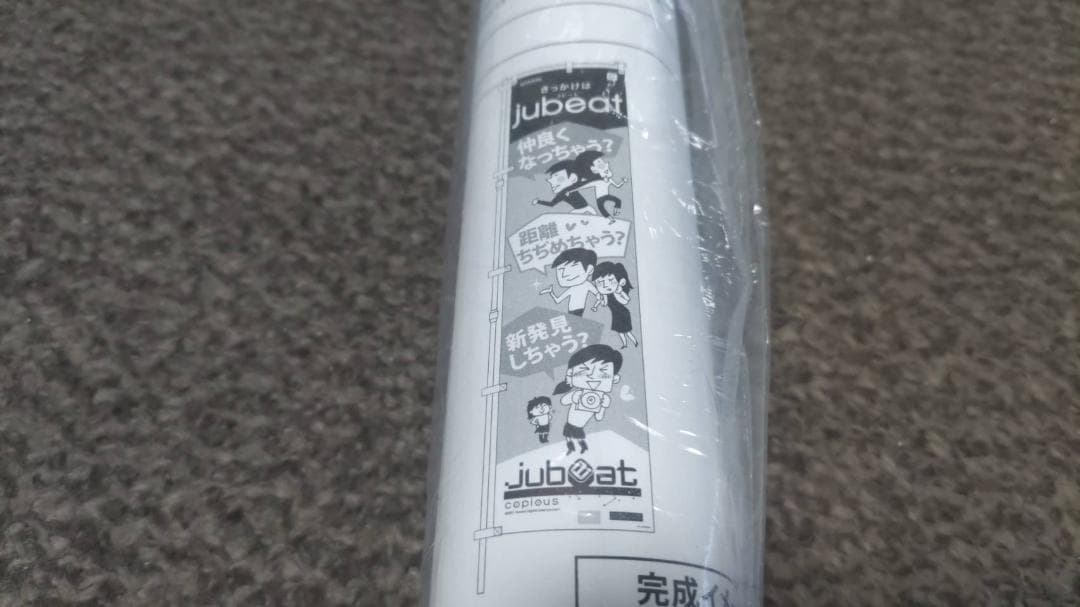 きっかけは
jubeat
仲良く
なっちゃう?
距離
ちぢめちゃう?
新発見
しちゃう?
jubeat
copious
完成イ